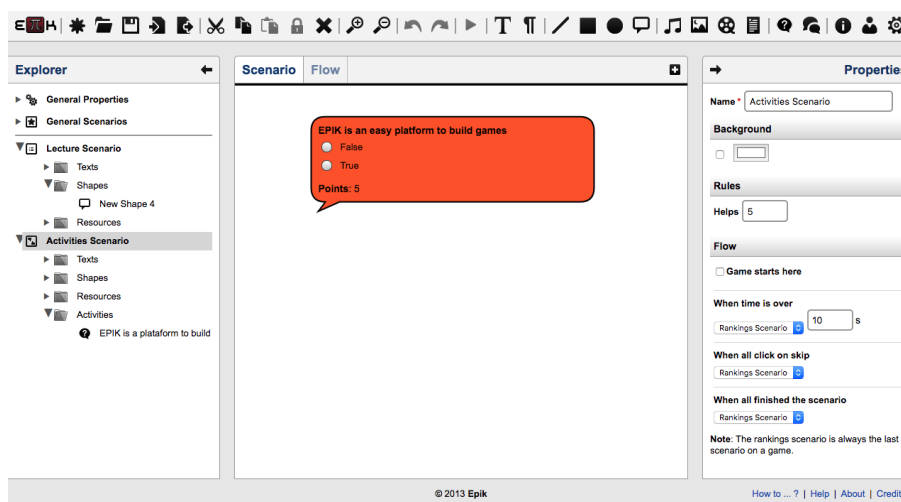 EπK
Explorer
General Properties
General Scenarios
Lecture Scenario
Texts
Shapes
New Shape 4
Resources
Activities Scenario
Texts
Shapes
Resources
Activities
EPIK is a plataform to build
Scenario Flow
EPIK is an easy platform to build games
False
True
Points: 5
Propertie
Name* Activities Scenario
Background
Rules
Helps 5
Flow
Game starts here
When time is over
Rankings Scenario 10 s
When all click on skip
Rankings Scenario
When all finished the scenario
Rankings Scenario
Note: The rankings scenario is always the last
scenario on a game.
© 2013 Epik
How to ... ? | Help | About | Credit